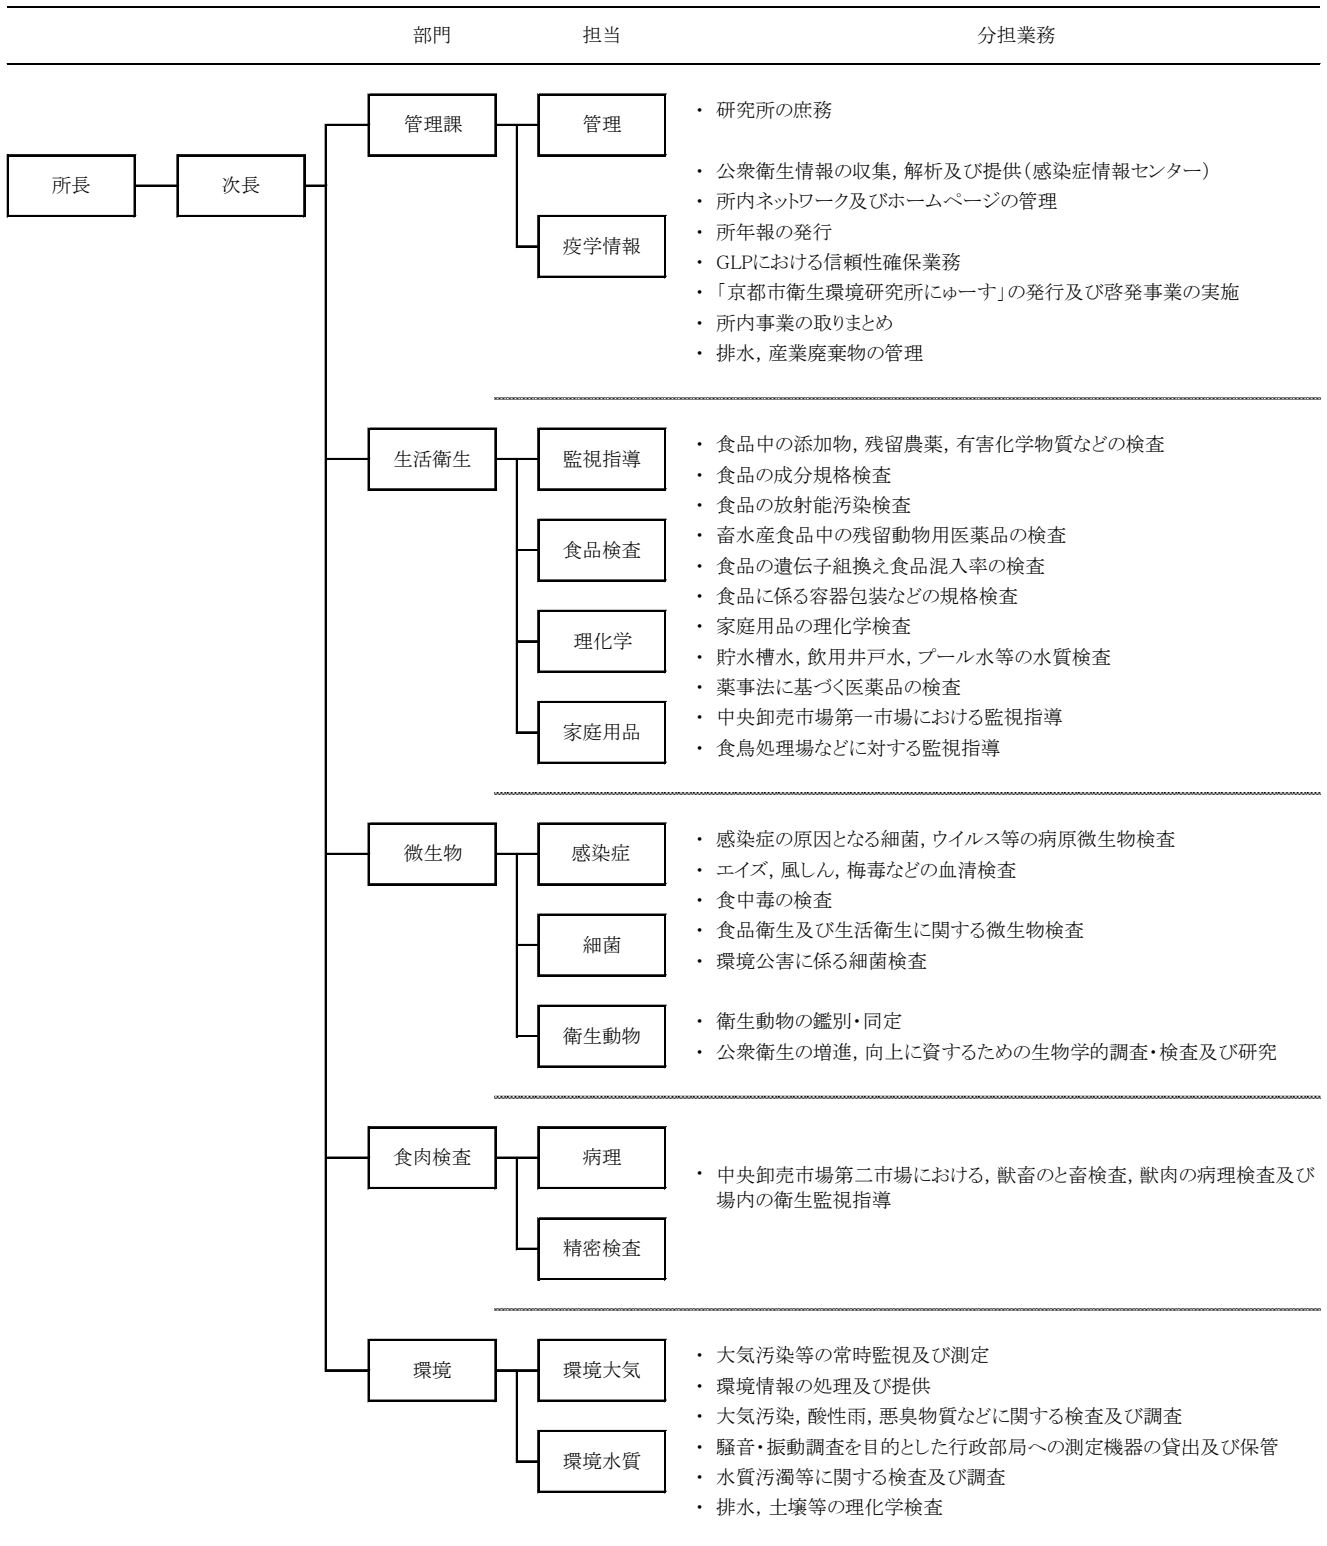 部門 担当 分担業務
所長
次長
管理課
管理
・ 研究所の庶務
疫学情報
・ 公衆衛生情報の収集, 解析及び提供（感染症情報センター）
・ 所内ネットワーク及びホームページの管理
・ 所年報の発行
・ GLPにおける信頼性確保業務
・ 「京都市衛生環境研究所にゅーす」の発行及び啓発事業の実施
・ 所内事業の取りまとめ
・ 排水, 産業廃棄物の管理
生活衛生
監視指導
食品検査
理化学
家庭用品
・ 食品中の添加物, 残留農薬, 有害化学物質などの検査
・ 食品の成分規格検査
・ 食品の放射能汚染検査
・ 畜水産食品中の残留動物用医薬品の検査
・ 食品の遺伝子組換え食品混入率の検査
・ 食品に係る容器包装などの規格検査
・ 家庭用品の理化学検査
・ 貯水槽水, 飲用井戸水, プール水等の水質検査
・ 薬事法に基づく医薬品の検査
・ 中央卸売市場第一市場における監視指導
・ 食鳥処理場などに対する監視指導
微生物
感染症
細菌
・ 感染症の原因となる細菌, ウイルス等の病原微生物検査
・ エイズ, 風しん, 梅毒などの血清検査
・ 食中毒の検査
・ 食品衛生及び生活衛生に関する微生物検査
・ 環境公害に係る細菌検査
衛生動物
・ 衛生動物の鑑別・同定
・ 公衆衛生の増進, 向上に資するための生物学的調査・検査及び研究
食肉検査
病理
精密検査
・ 中央卸売市場第二市場における, 獣畜のと畜検査, 獣肉の病理検査及び
場内の衛生監視指導
環境
環境大気
環境水質
・ 大気汚染等の常時監視及び測定
・ 環境情報の処理及び提供
・ 大気汚染, 酸性雨, 悪臭物質などに関する検査及び調査
・ 騒音・振動調査を目的とした行政部局への測定機器の貸出及び保管
・ 水質汚濁等に関する検査及び調査
・ 排水, 土壌等の理化学検査